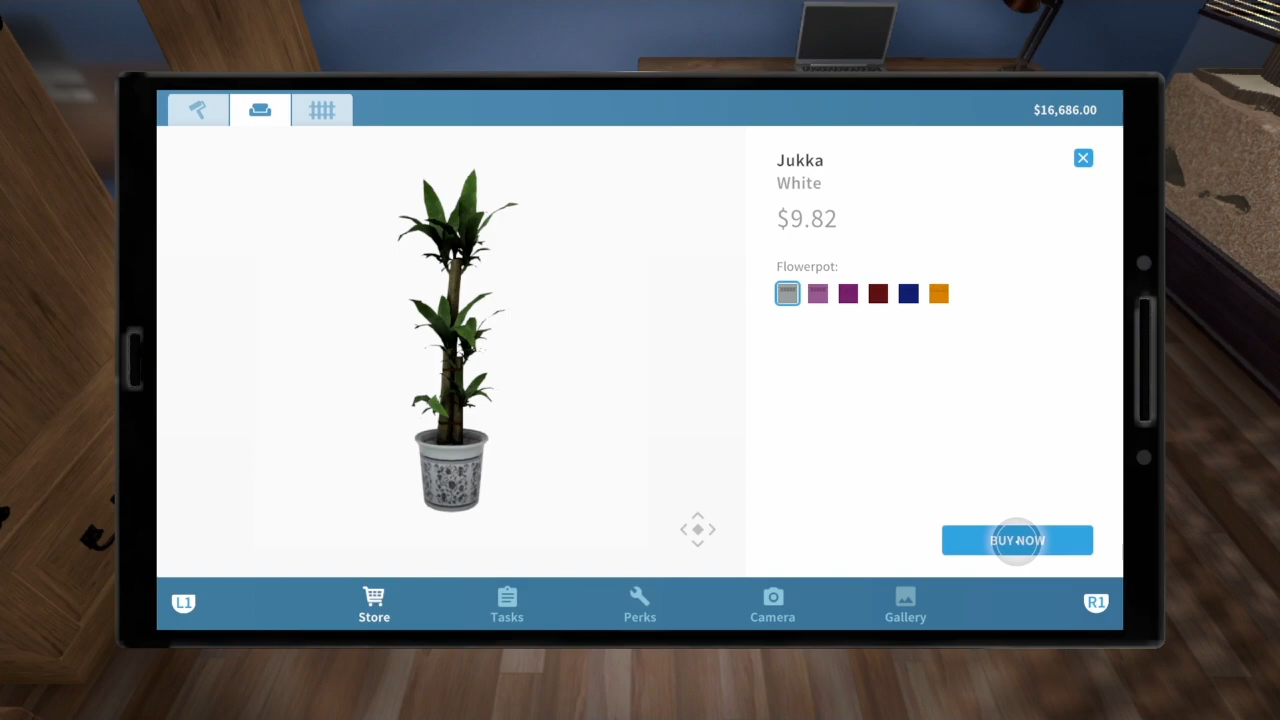 $16,686.00
Jukka
White
$9.82
Flowerpot:
BUY NOW
L1
Store
Tasks
Perks
Camera
Gallery
R1